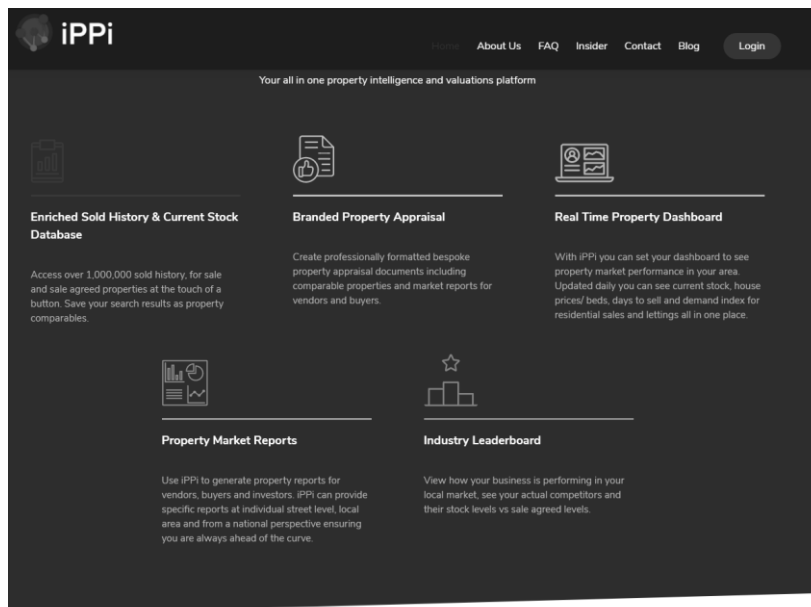 iPPi
Home About Us FAQ Insider Contact Blog Login
Your all in one property intelligence and valuations platform
Enriched Sold History & Current Stock
Database
Access over 1,000,000 sold history, for sale
and sale agreed properties at the touch of a
button. Save your search results as property
comparables.
Branded Property Appraisal
Create professionally formatted bespoke
property appraisal documents including
comparable properties and market reports for
vendors and buyers.
Real Time Property Dashboard
With iPPi you can set your dashboard to see
property market performance in your area.
Updated daily you can see current stock, house
prices/ beds, days to sell and demand index for
residential sales and lettings all in one place.
Property Market Reports
Use iPPi to generate property reports for
vendors, buyers and investors. iPPi can provide
specific reports at individual street level, local
area and from a national perspective ensuring
you are always ahead of the curve.
Industry Leaderboard
View how your business is performing in your
local market, see your actual competitors and
their stock levels vs sale agreed levels.